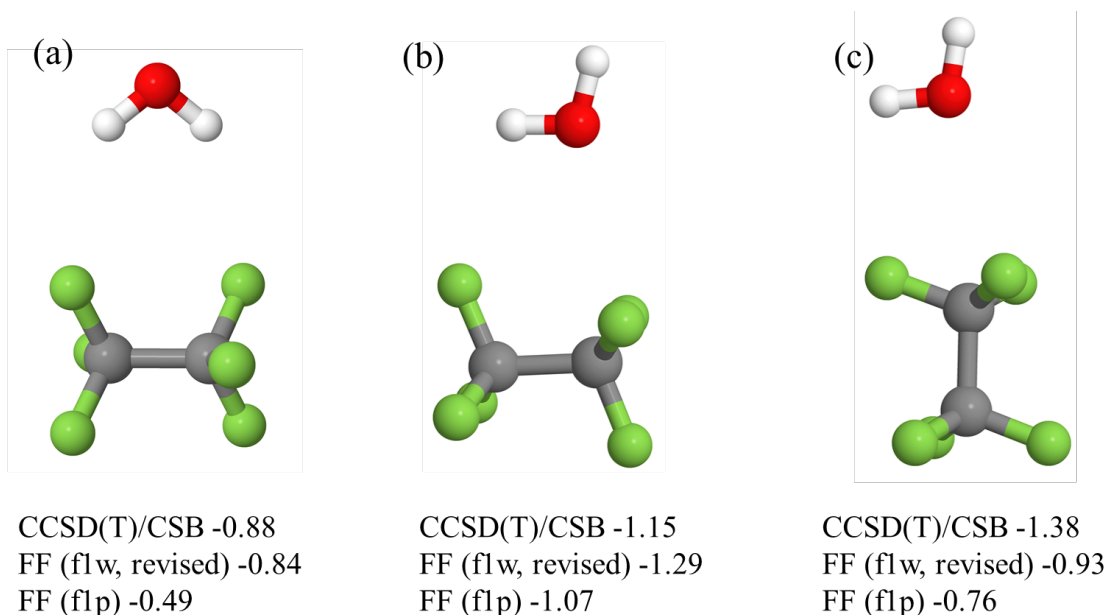 (a)
(b)
(c)
CCSD(T)/CSB -0.88
FF (f1w, revised) -0.84
FF (f1p) -0.49
CCSD(T)/CSB -1.15
FF (f1w, revised) -1.29
FF (f1p) -1.07
CCSD(T)/CSB -1.38
FF (f1w, revised) -0.93
FF (f1p) -0.76